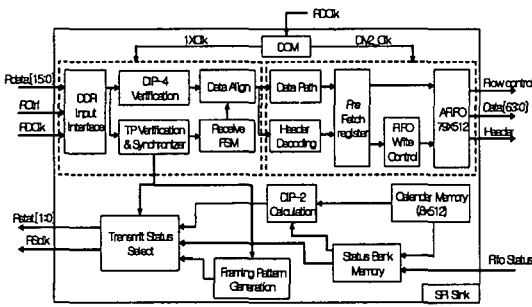 RDClk
1XClk
DCM
Div2_Clk
Rdata[15:0]
RCtrl
RDClk
DDR
Input
Interface
DIP-4
Verification
Data Align
TP Verification
& Synchronizer
Receive
FSM
Data Path
Header
Decoding
Pre
Fetch
register
FIFO
Write
Control
AFIFO
79X512
Flow control
Data[63:0]
Header
Rstat[1:0]
RSclk
Transmit Status
Select
DIP-2
Calculation
Calendar Memory
(8x512)
Status Bank
Memory
Framing Pattern
Generation
Fifo Status
SPI Sink